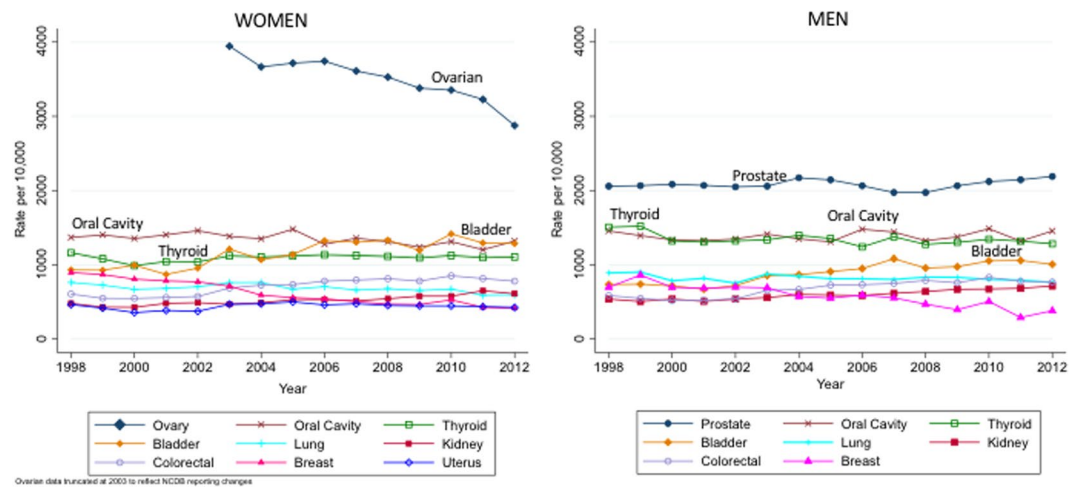 WOMEN
MEN
4000
3000
2000
1000
0
Rate per 10,000
Ovarian
Oral Cavity
Thyroid
Bladder
1998 2000 2002 2004 2006 2008 2010 2012
Year
4000
3000
2000
1000
0
Rate per 10,000
Prostate
Thyroid
Oral Cavity
Bladder
1998 2000 2002 2004 2006 2008 2010 2012
Year
Ovary Oral Cavity Thyroid
Bladder Lung Kidney
Colorectal Breast Uterus
Prostate Oral Cavity Thyroid
Bladder Lung Kidney
Colorectal Breast
Ovarian data truncated at 2003 to reflect NCDB reporting changes